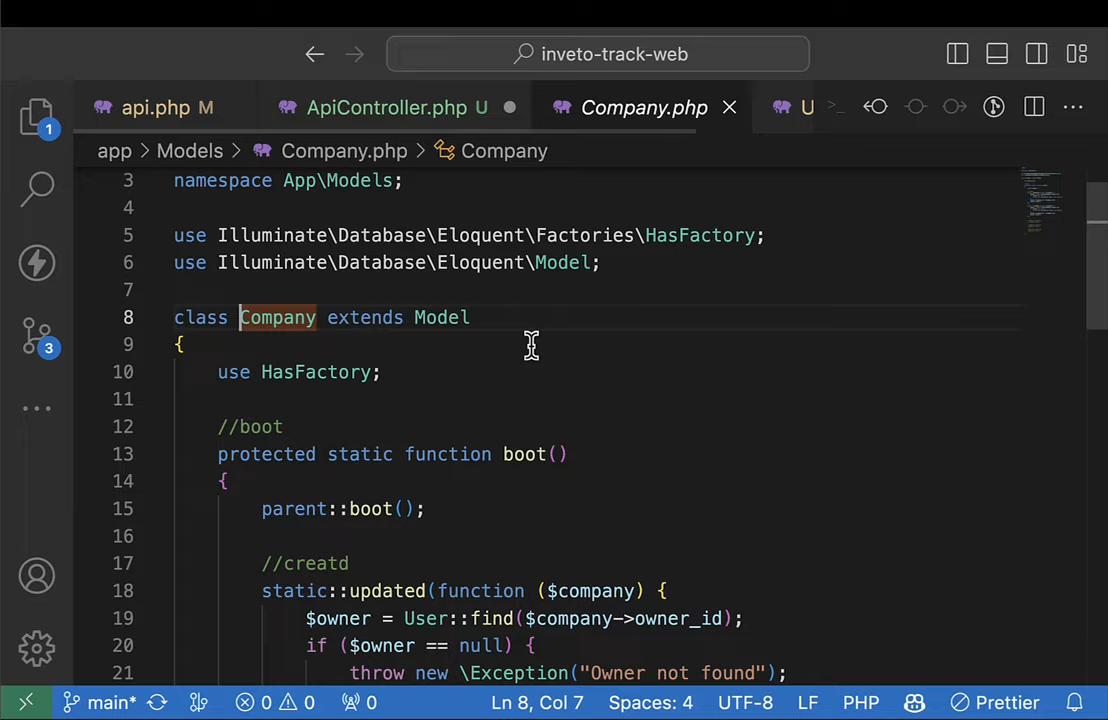 inveto-track-web
api.php M
ApiController.php U
Company.php
U
app > Models > Company.php > Company
3 namespace App\Models;
4
5 use Illuminate\Database\Eloquent\Factories\HasFactory;
6 use Illuminate\Database\Eloquent\Model;
7
8 class Company extends Model
9 {
10 use HasFactory;
11
12 //boot
13 protected static function boot()
14 {
15 parent::boot();
16
17 //creatd
18 static::updated(function ($company) {
19 $owner = User::find($company->owner_id);
20 if ($owner == null) {
21 throw new \Exception("Owner not found");
1
3
main* 0 0 0 Ln 8, Col 7 Spaces: 4 UTF-8 LF PHP Prettier